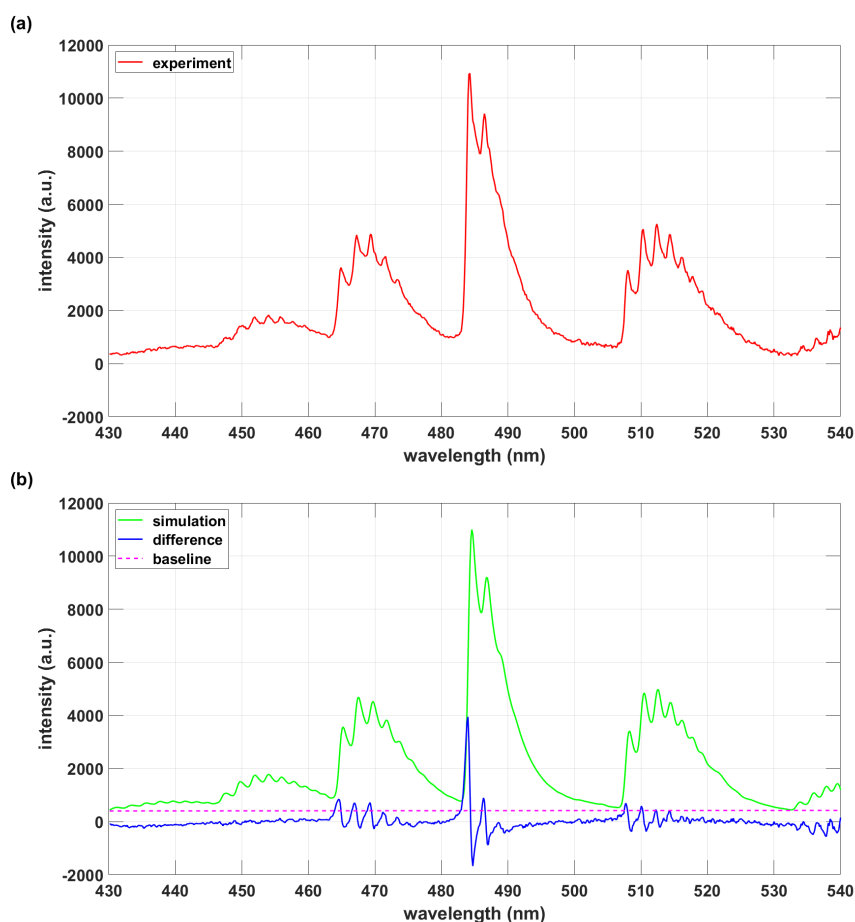 (a)
12000
10000
8000
6000
4000
2000
0
-2000
intensity (a.u.)
experiment
430 440 450 460 470 480 490 500 510 520 530 540
wavelength (nm)
(b)
12000
10000
8000
6000
4000
2000
0
-2000
intensity (a.u.)
simulation
difference
baseline
430 440 450 460 470 480 490 500 510 520 530 540
wavelength (nm)